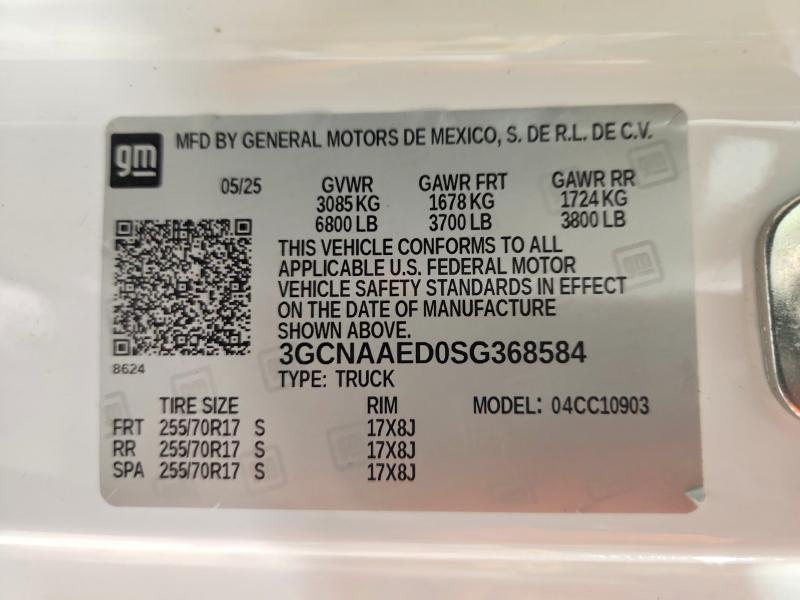 gm
MFD BY GENERAL MOTORS DE MEXICO, S. DE R.L. DE C.V.
05/25 GVWR GAWR FRT GAWR RR
3085 KG 1678 KG 1724 KG
6800 LB 3700 LB 3800 LB
THIS VEHICLE CONFORMS TO ALL
APPLICABLE U.S. FEDERAL MOTOR
VEHICLE SAFETY STANDARDS IN EFFECT
ON THE DATE OF MANUFACTURE
SHOWN ABOVE.
3GCNAAED0SG368584
8624
TYPE: TRUCK
TIRE SIZE RIM MODEL: 04CC10903
FRT 255/70R17 S 17X8J
RR 255/70R17 S 17X8J
SPA 255/70R17 S 17X8J